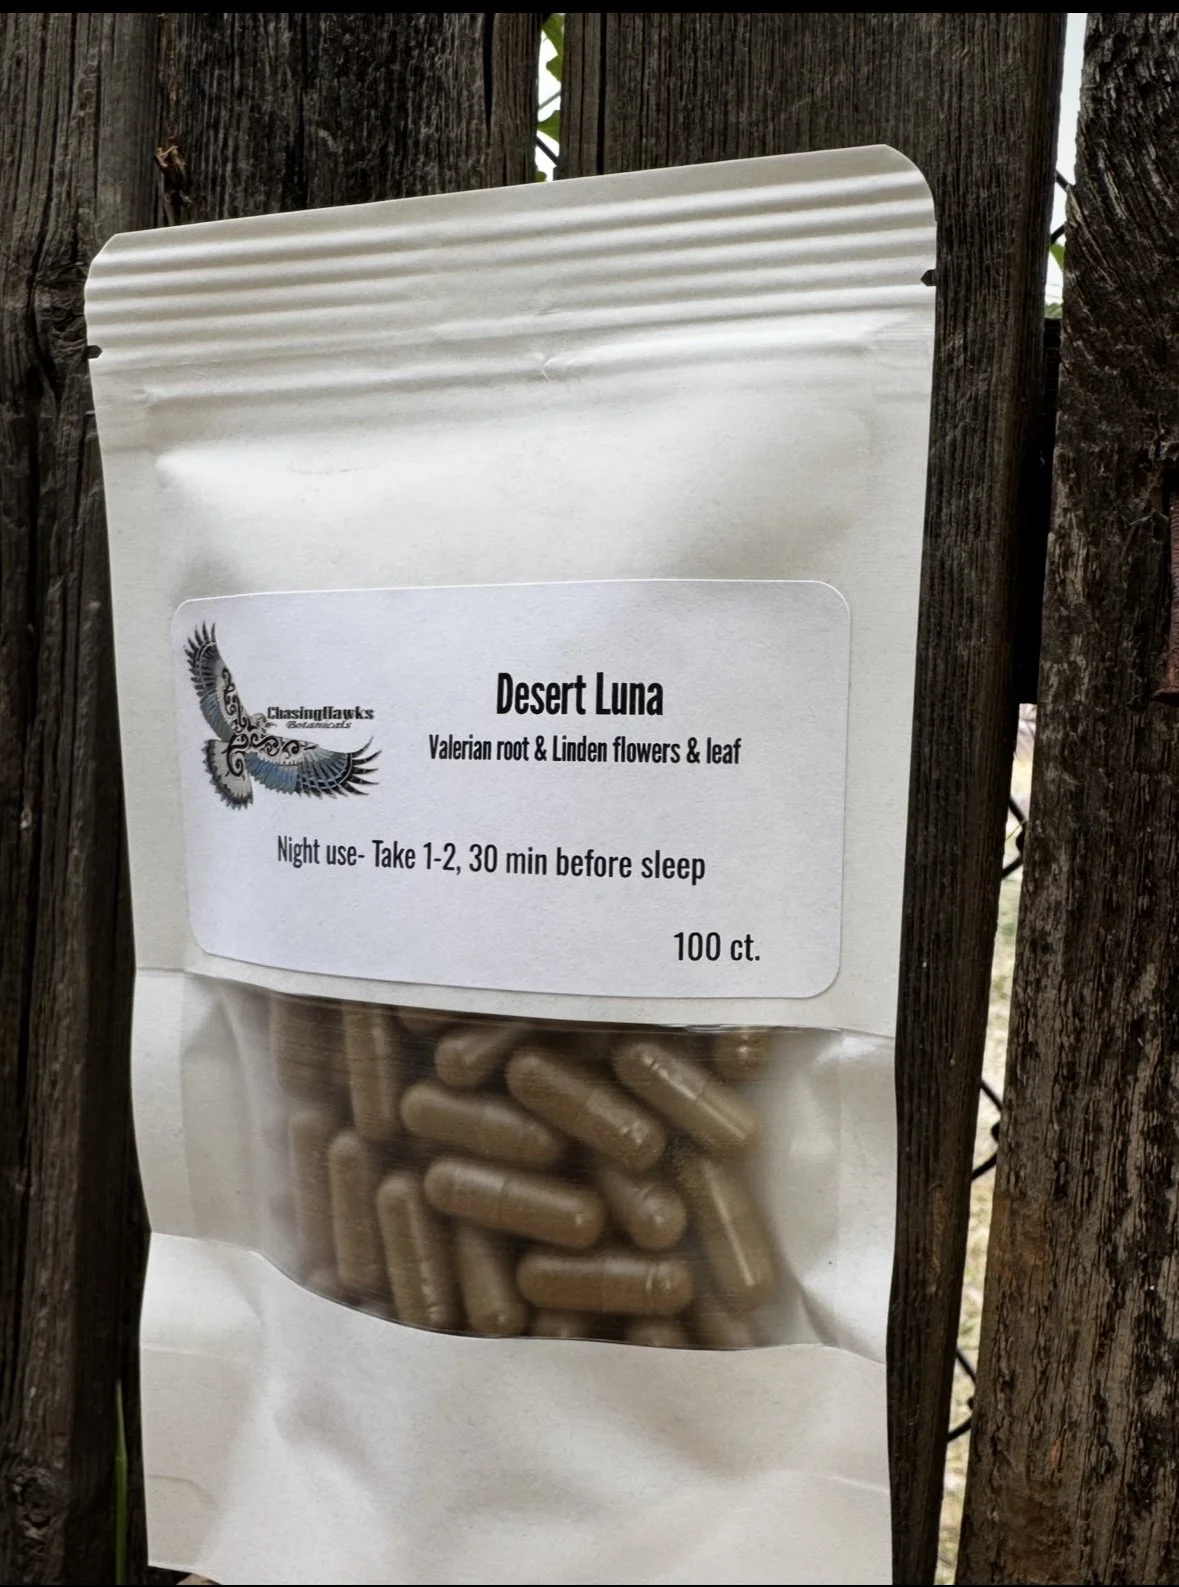 ChasingHawks
Botanicals
Desert Luna
Valerian root & Linden flowers & leaf
Night use- Take 1-2, 30 min before sleep
100 ct.